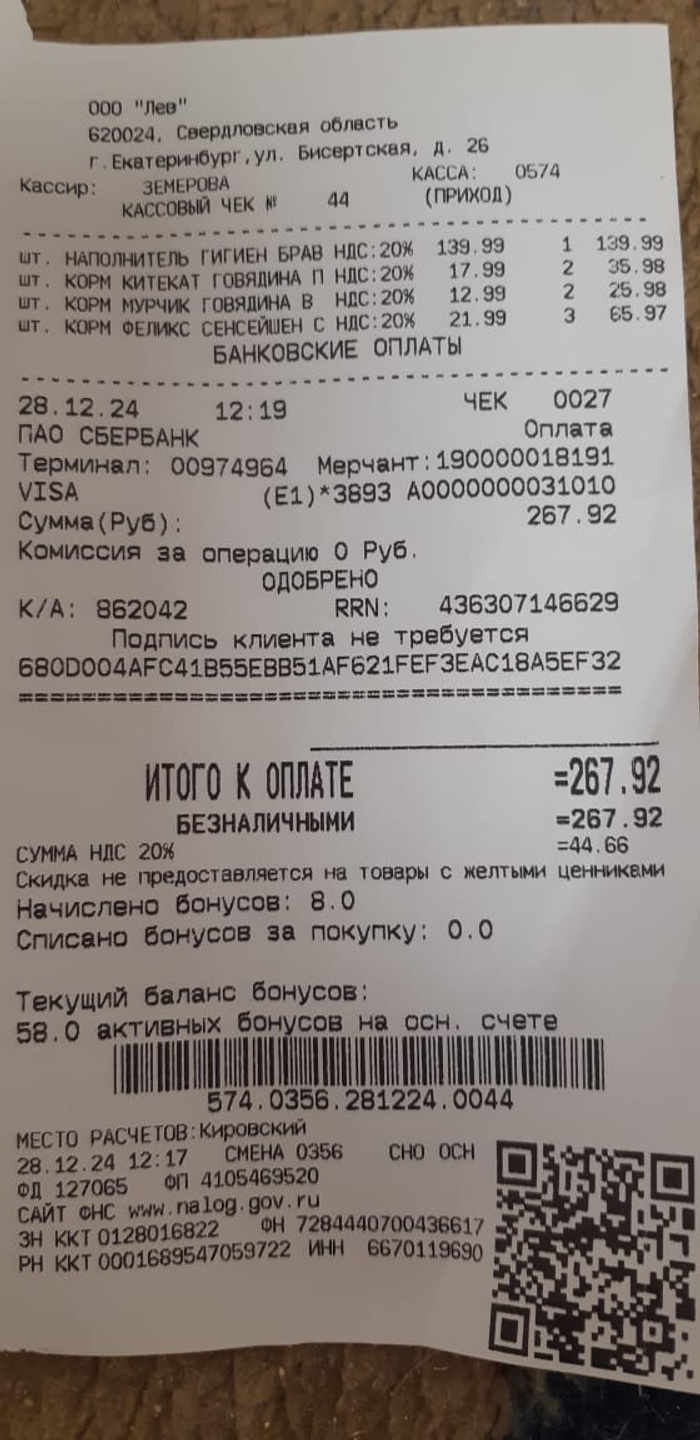 ООО "Лев"
620024, Свердловская область
г.Екатеринбург,ул. Бисертская, д. 26
Кассир: ЗЕМЕРОВА КАССА: 0574
КАССОВЫЙ ЧЕК № 44 (ПРИХОД)
шт. НАПОЛНИТЕЛЬ ГИГИЕН БРАВ НДС:20% 139.99 1 139.99
шт. КОРМ КИТЕКАТ ГОВЯДИНА П НДС:20% 17.99 2 35.98
шт. КОРМ МУРЧИК ГОВЯДИНА В НДС:20% 12.99 2 25.98
шт. КОРМ ФЕЛИКС СЕНСЕЙШЕН С НДС:20% 21.99 3 65.97
БАНКОВСКИЕ ОПЛАТЫ
28.12.24 12:19 ЧЕК 0027
ПАО СБЕРБАНК Оплата
Терминал: 00974964 Мерчант:190000018191
VISA (E1)*3893 A0000000031010
Сумма(Руб): 267.92
Комиссия за операцию 0 Руб.
ОДОБРЕНО
К/А: 862042 RRN: 436307146629
Подпись клиента не требуется
680D004AFC41B55EBB51AF621FEF3EAC18A5EF32
========================================
ИТОГО К ОПЛАТЕ =267.92
БЕЗНАЛИЧНЫМИ =267.92
СУММА НДС 20% =44.66
Скидка не предоставляется на товары с желтыми ценниками
Начислено бонусов: 8.0
Списано бонусов за покупку: 0.0
Текущий баланс бонусов:
58.0 активных бонусов на осн. счете
574.0356.281224.0044
МЕСТО РАСЧЕТОВ:Кировский
28.12.24 12:17 СМЕНА 0356 СНО ОСН
ФД 127065 ФП 4105469520
САЙТ ФНС www.nalog.gov.ru
ЗН ККТ 0128016822 ФН 7284440700436617
РН ККТ 0001689547059722 ИНН 6670119690